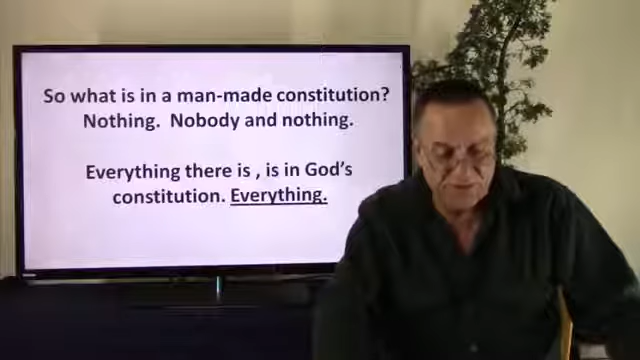 So what is in a man-made constitution?
Nothing.  Nobody and nothing.
Everything there is , is in God's
constitution. Everything.